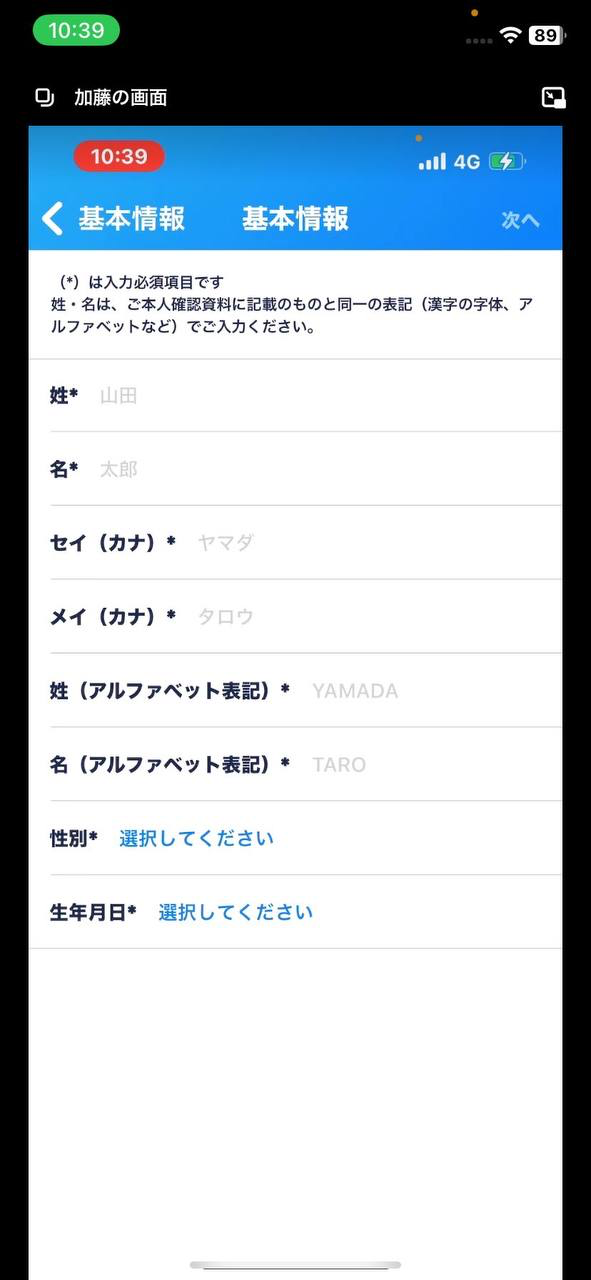 10:39
89
加藤の画面
10:39
4G
基本情報 基本情報 次へ
（*）は入力必須項目です
姓・名は、ご本人確認資料に記載のものと同一の表記（漢字の字体、ア
ルファベットなど）でご入力ください。
姓* 山田
名* 太郎
セイ（カナ）* ヤマダ
メイ（カナ）* タロウ
姓（アルファベット表記）* YAMADA
名（アルファベット表記）* TARO
性別* 選択してください
生年月日* 選択してください